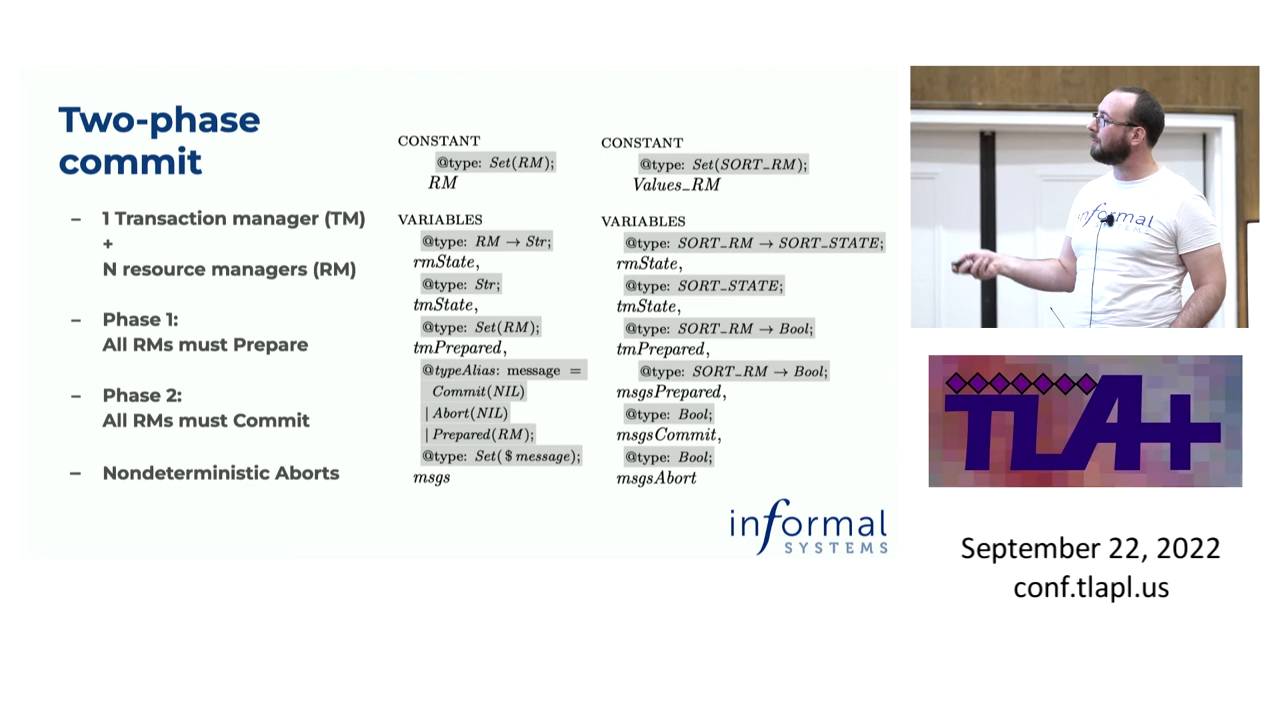 Two-phase
commit
– 1 Transaction manager (TM)
+
N resource managers (RM)
– Phase 1:
All RMs must Prepare
– Phase 2:
All RMs must Commit
– Nondeterministic Aborts
CONSTANT
@type: Set(RM);
RM
VARIABLES
@type: RM → Str;
rmState,
@type: Str;
tmState,
@type: Set(RM);
tmPrepared,
@typeAlias: message =
Commit(NIL)
| Abort(NIL)
| Prepared(RM);
@type: Set($message);
msgs
CONSTANT
@type: Set(SORT_RM);
Values_RM
VARIABLES
@type: SORT_RM → SORT_STATE;
rmState,
@type: SORT_STATE;
tmState,
@type: SORT_RM → Bool;
tmPrepared,
@type: SORT_RM → Bool;
msgsPrepared,
@type: Bool;
msgsCommit,
@type: Bool;
msgsAbort
informal
SYSTEMS
informal
SYSTEMS
TLA+
September 22, 2022
conf.tlapl.us